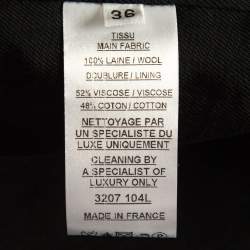 36
TISSU
MAIN FABRIC
100% LAINE / WOOL
DOUBLURE / LINING
52% VISCOSE / VISCOSE
48% COTON / COTTON
NETTOYAGE PAR
UN SPECIALISTE DU
LUXE UNIQUEMENT
CLEANING BY
A SPECIALIST OF
LUXURY ONLY
3207 104L
MADE IN FRANCE